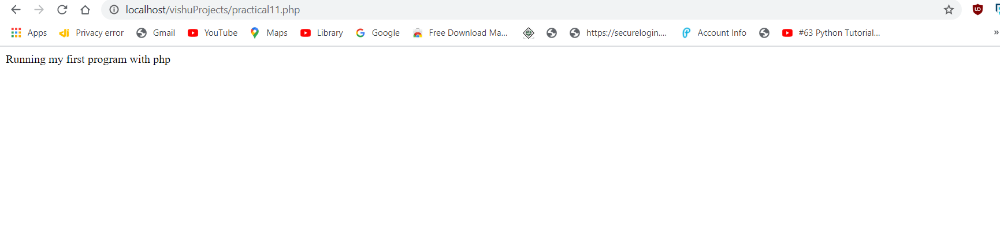 localhost/vishuProjects/practical11.php
Apps Privacy error Gmail YouTube Maps Library Google Free Download Ma... https://securelogin.... Account Info #63 Python Tutorial... »
Running my first program with php